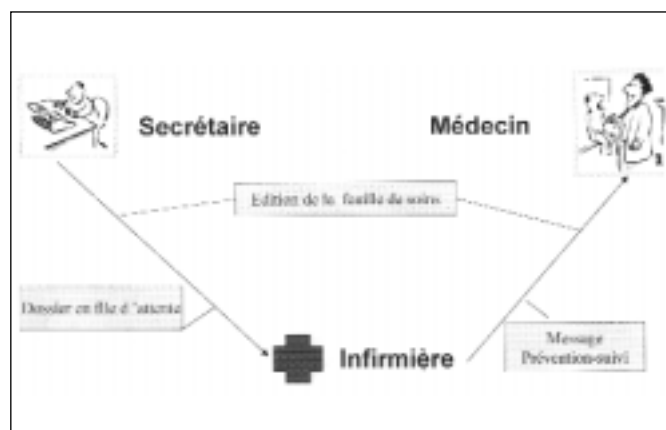 Secrétaire
Médecin
Edition de la feuille de soins
Dossier en file d'attente
Infirmière
Message
Prévention-suivi